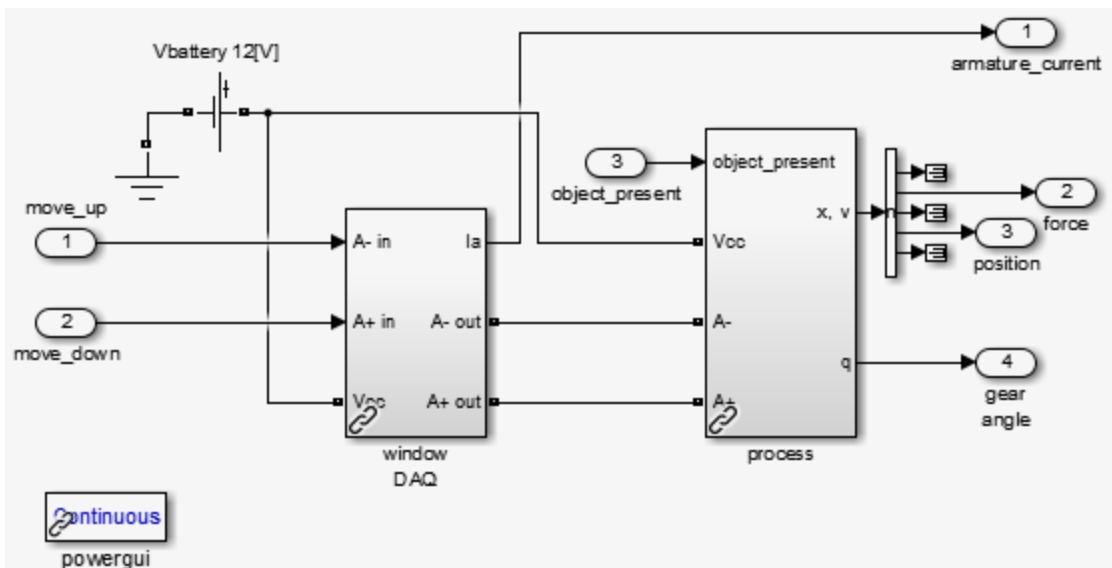 Vbattery 12[V]
+
1
armature_current
move_up
1
2
move_down
A- in
A+ in
Vcc
Ia
A- out
A+ out
window
DAQ
3
object_present
object_present
Vcc
A-
A+
x, v
q
process
n
2
force
3
position
4
gear
angle
Continuous
powergui